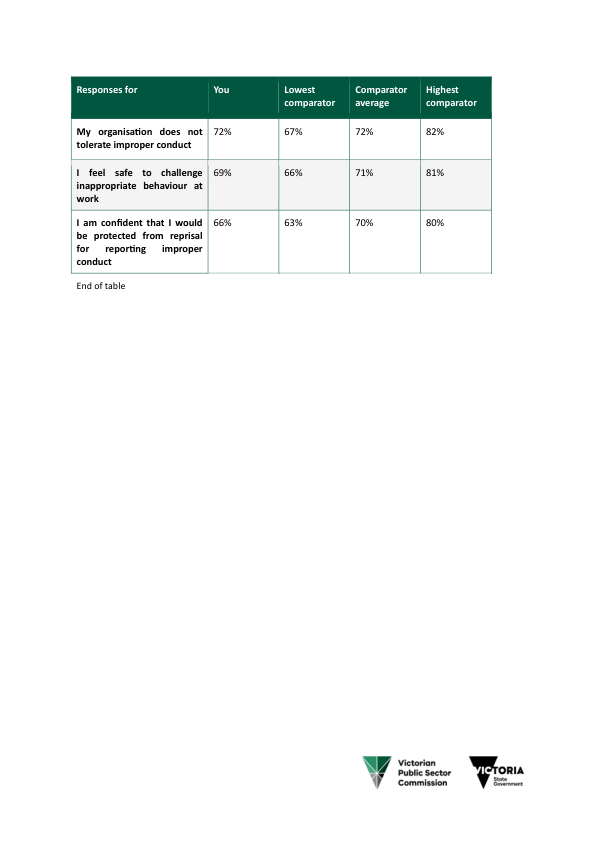 Responses for You Lowest comparator Comparator average Highest comparator
My organisation does not tolerate improper conduct 72% 67% 72% 82%
I feel safe to challenge inappropriate behaviour at work 69% 66% 71% 81%
I am confident that I would be protected from reprisal for reporting improper conduct 66% 63% 70% 80%
End of table
Victorian
Public Sector
Commission
VICTORIA
State
Government